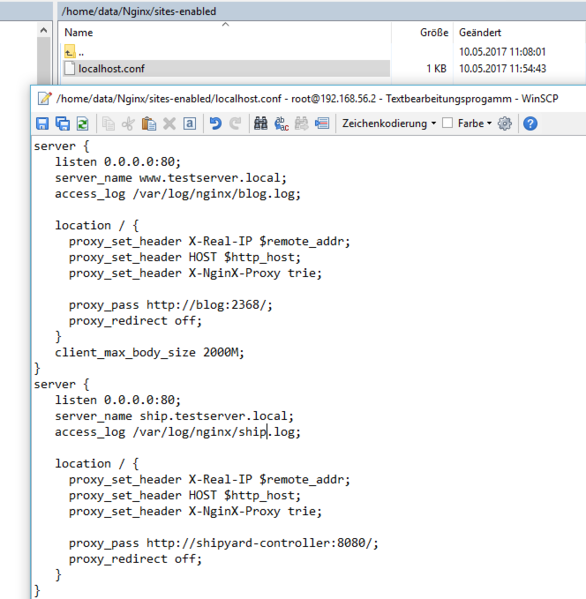 /home/data/Nginx/sites-enabled
Name Größe Geändert
.. 10.05.2017 11:08:01
localhost.conf 1 KB 10.05.2017 11:54:43
/home/data/Nginx/sites-enabled/localhost.conf - root@192.168.56.2 - Textbearbeitungsprogamm - WinSCP
Zeichenkodierung Farbe
server {
listen 0.0.0.0:80;
server_name www.testserver.local;
access_log /var/log/nginx/blog.log;
location / {
proxy_set_header X-Real-IP $remote_addr;
proxy_set_header HOST $http_host;
proxy_set_header X-NginX-Proxy trie;
proxy_pass http://blog:2368/;
proxy_redirect off;
}
client_max_body_size 2000M;
}
server {
listen 0.0.0.0:80;
server_name ship.testserver.local;
access_log /var/log/nginx/ship.log;
location / {
proxy_set_header X-Real-IP $remote_addr;
proxy_set_header HOST $http_host;
proxy_set_header X-NginX-Proxy trie;
proxy_pass http://shipyard-controller:8080/;
proxy_redirect off;
}
}